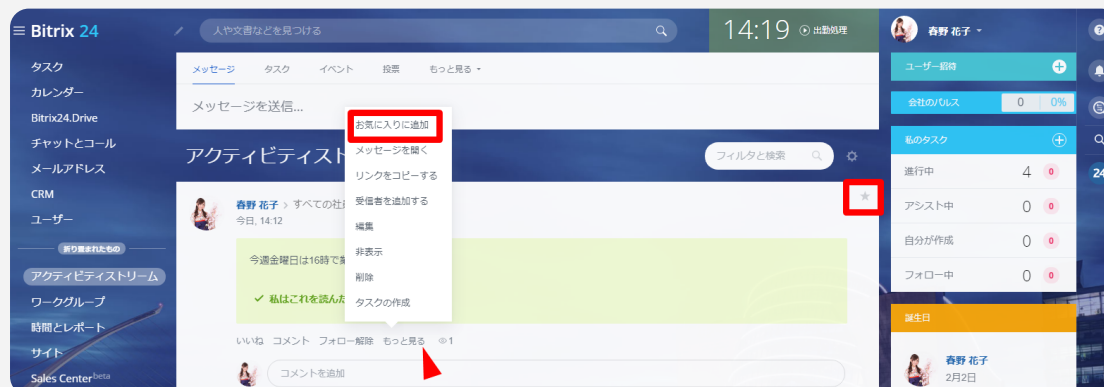 Bitrix 24
人や文書などを見つける
14:19 出勤処理
春野 花子
タスク
カレンダー
Bitrix24.Drive
チャットとコール
メールアドレス
CRM
ユーザー
折り畳まれたもの
アクティビティストリーム
ワークグループ
時間とレポート
サイト
Sales Center beta
メッセージ タスク イベント 投票 もっと見る
メッセージを送信...
アクティビティスト
フィルタと検索
お気に入りに追加
メッセージを開く
リンクをコピーする
受信者を追加する
編集
非表示
削除
タスクの作成
春野 花子 > すべての社
今日, 14:12
今週金曜日は16時で
私はこれを読んだ
いいね コメント フォロー解除 もっと見る 1
コメントを追加
ユーザー招待
会社のパルス 0 0%
私のタスク
進行中 4 0
アシスト中 0 0
自分が作成 0 0
フォロー中 0 0
誕生日
春野 花子
2月2日
24